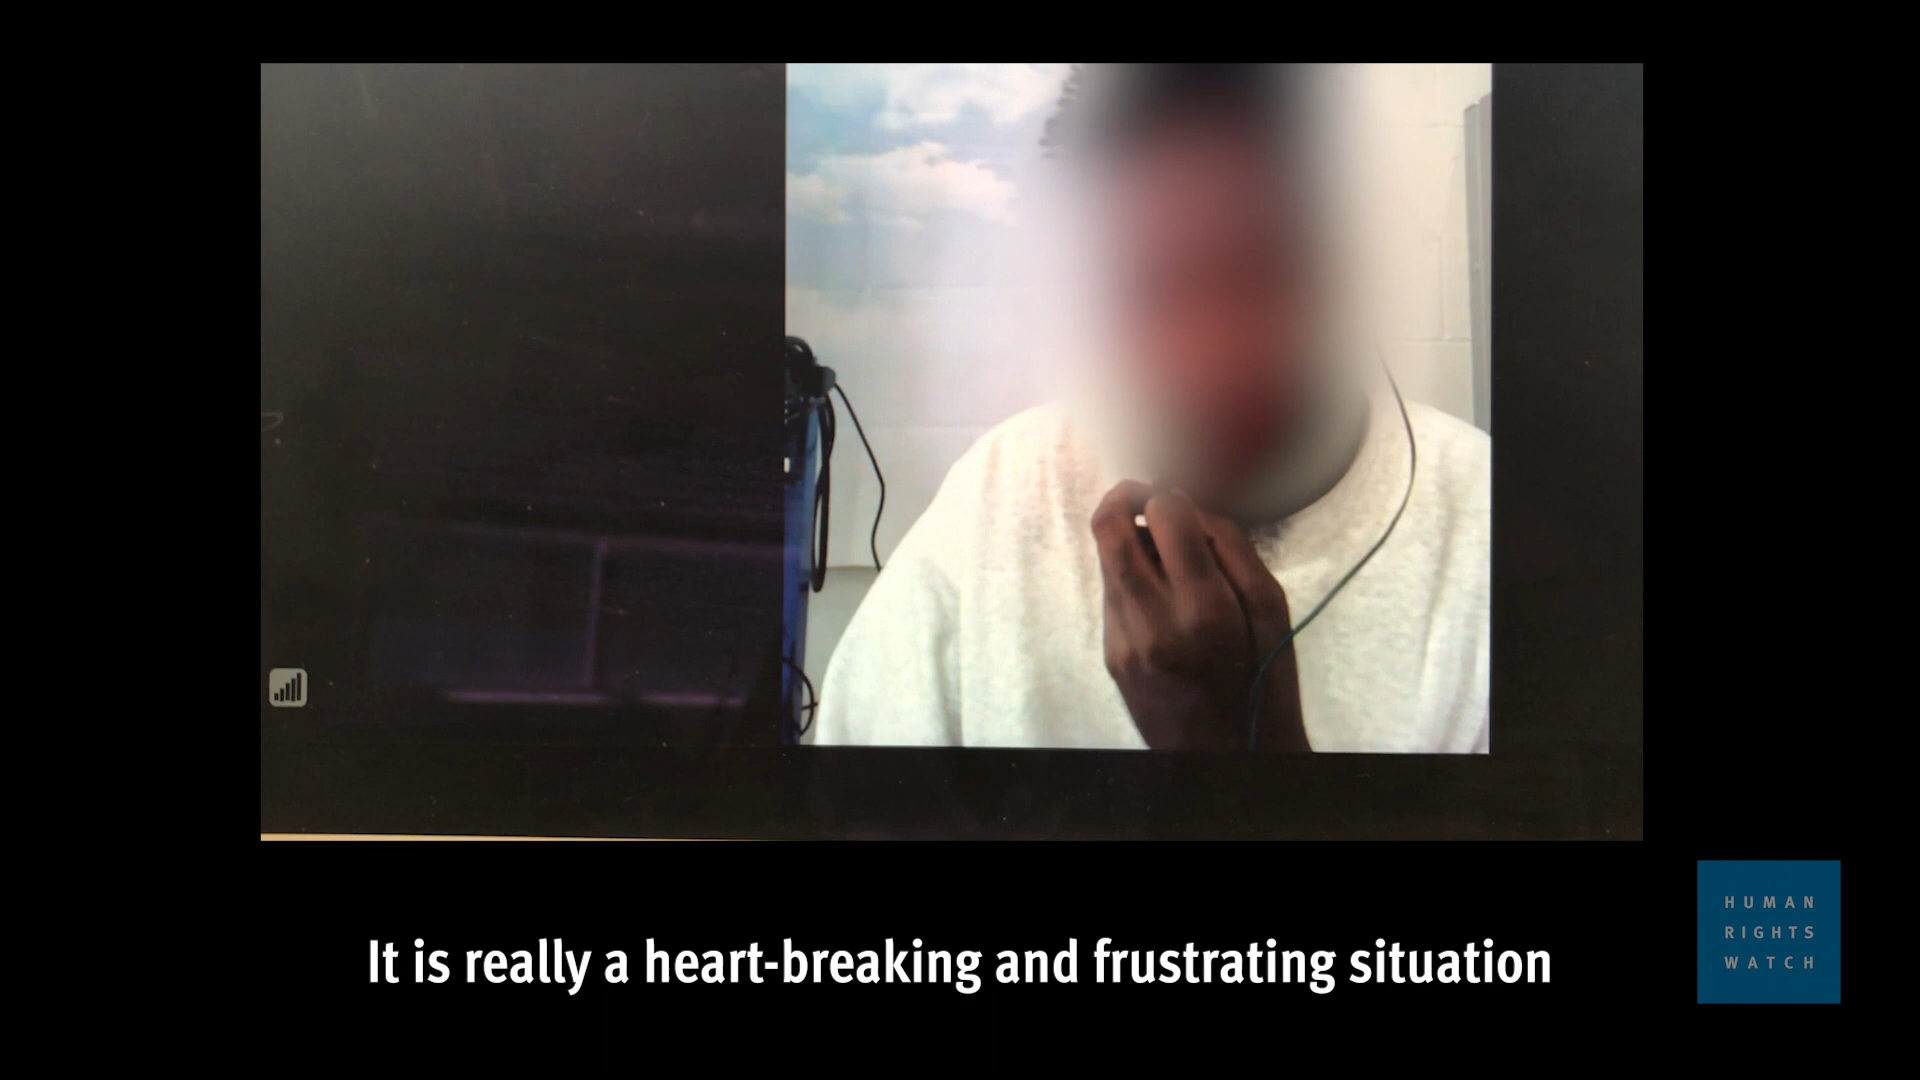 It is really a heart-breaking and frustrating situation
HUMAN
RIGHTS
WATCH